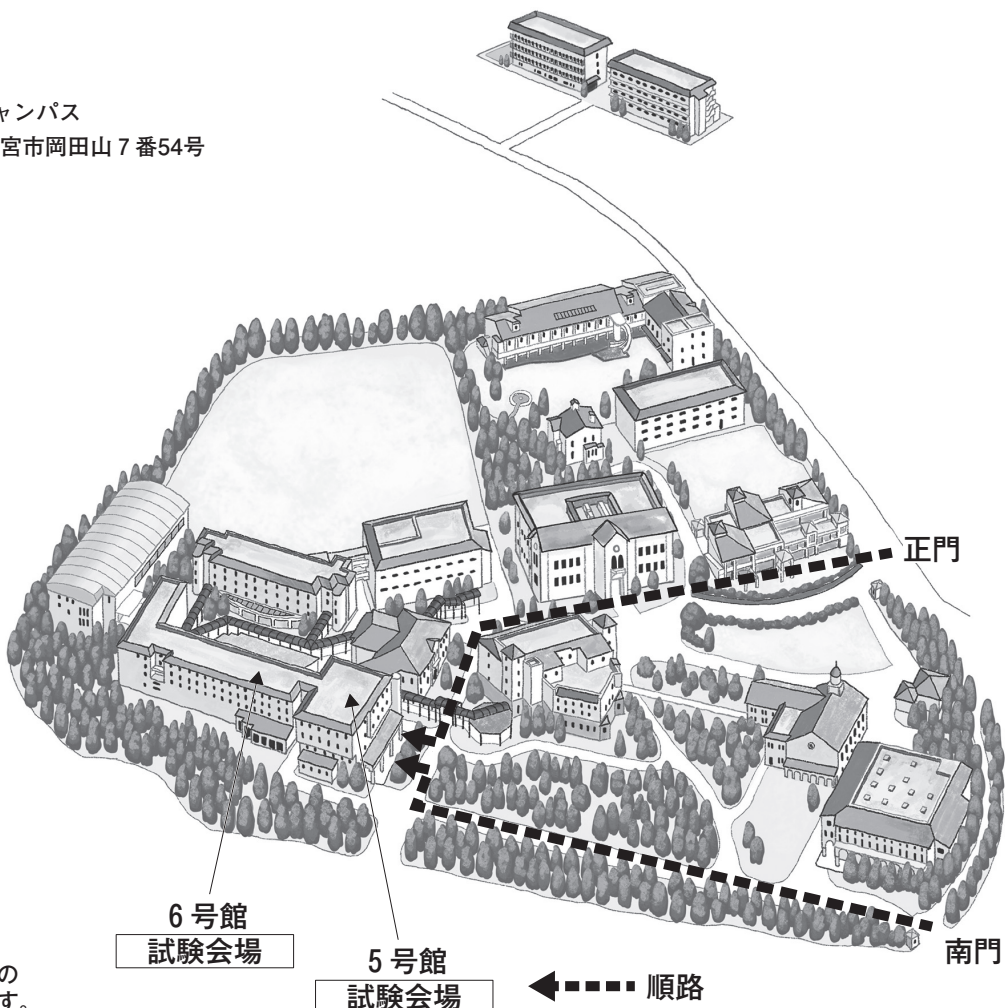 ャンパス
宮市岡田山７番54号
正門
6 号館
試験会場
5 号館
試験会場
南門
順路
の
す。